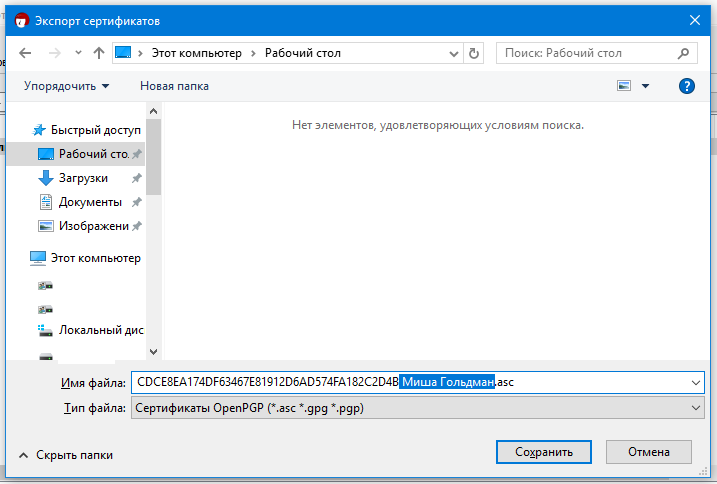 Экспорт сертификатов
Этот компьютер Рабочий стол
Поиск: Рабочий стол
Упорядочить Новая папка
Нет элементов, удовлетворяющих условиям поиска.
Быстрый доступ
Рабочий сто.
Загрузки
Документы
Изображени
Этот компьютер
Локальный дис
Имя файла: CDCE8EA174DF63467E81912D6AD574FA182C2D4B Миша Гольдман.asc
Тип файла: Сертификаты OpenPGP (*.asc *.gpg *.pgp)
Скрыть папки
Сохранить Отмена